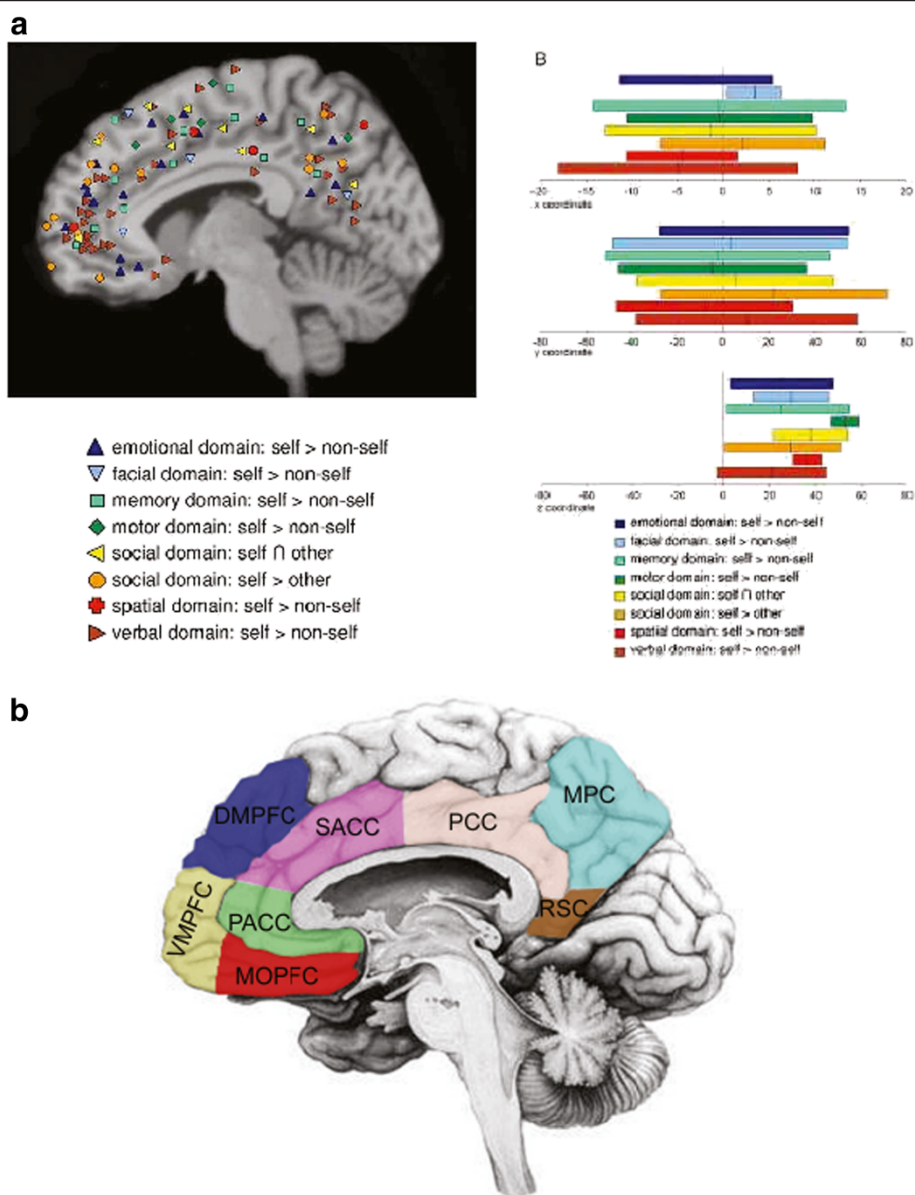 a
emotional domain: self > non-self
facial domain: self > non-self
memory domain: self > non-self
motor domain: self > non-self
social domain: self ∩ other
social domain: self > other
spatial domain: self > non-self
verbal domain: self > non-self
B
-20 -15 -10 -5 0 5 10 15 20
x coordinate
-80 -60 -40 -20 0 20 40 60 80
y coordinate
-80 -60 -40 -20 0 20 40 60 80
z coordinate
emotional domain: self > non-self
facial domain: self > non-self
memory domain: self > non-self
motor domain: self > non-self
social domain: self ∩ other
social domain: self > other
spatial domain: self > non-self
verbal domain: self > non-self
b
DMPFC
SACC
PCC
MPC
VMPFC
PACC
RSC
MOPFC